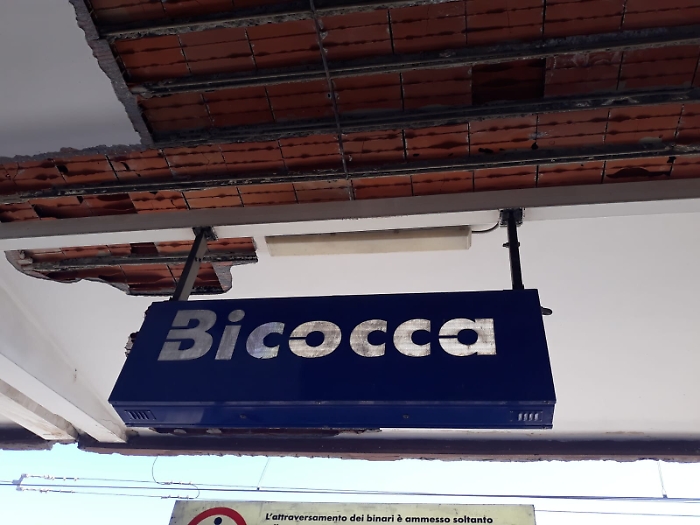 Bicocca
L'attraversamento dei binari è ammesso soltanto